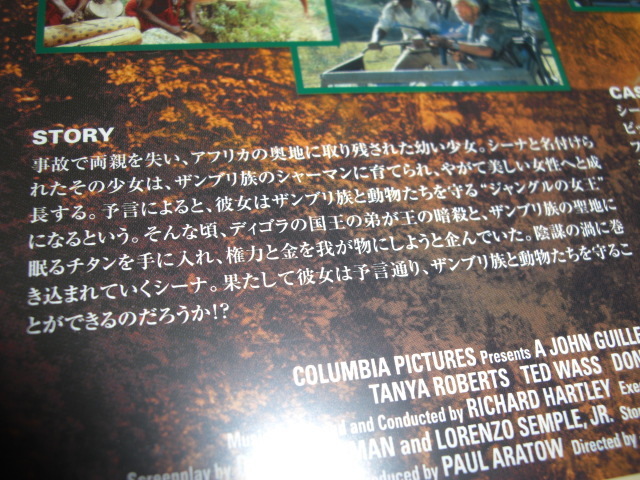 STORY
事故で両親を失い、アフリカの奥地に取り残された幼い少女。シーナと名付けら
れたその少女は、ザンブリ族のシャーマンに育てられ、やがて美しい女性へと成
長する。予言によると、彼女はザンブリ族と動物たちを守る“ジャングルの女王”
になるという。そんな頃、ディゴラの国王の弟が王の暗殺と、ザンブリ族の聖地に
眠るチタンを手に入れ、権力と金を我が物にしようと企んでいた。陰謀の渦に巻
き込まれていくシーナ。果たして彼女は予言通り、ザンブリ族と動物たちを守るこ
とができるのだろうか!?
CAS
シー
ビ
フ
COLUMBIA PICTURES Presents A JOHN GUILLE
TANYA ROBERTS TED WASS DON
and Conducted by RICHARD HARTLEY Exe
MAN and LORENZO SEMPLE, JR. Sto
Screenplay by
duced by PAUL ARATOW Directed by